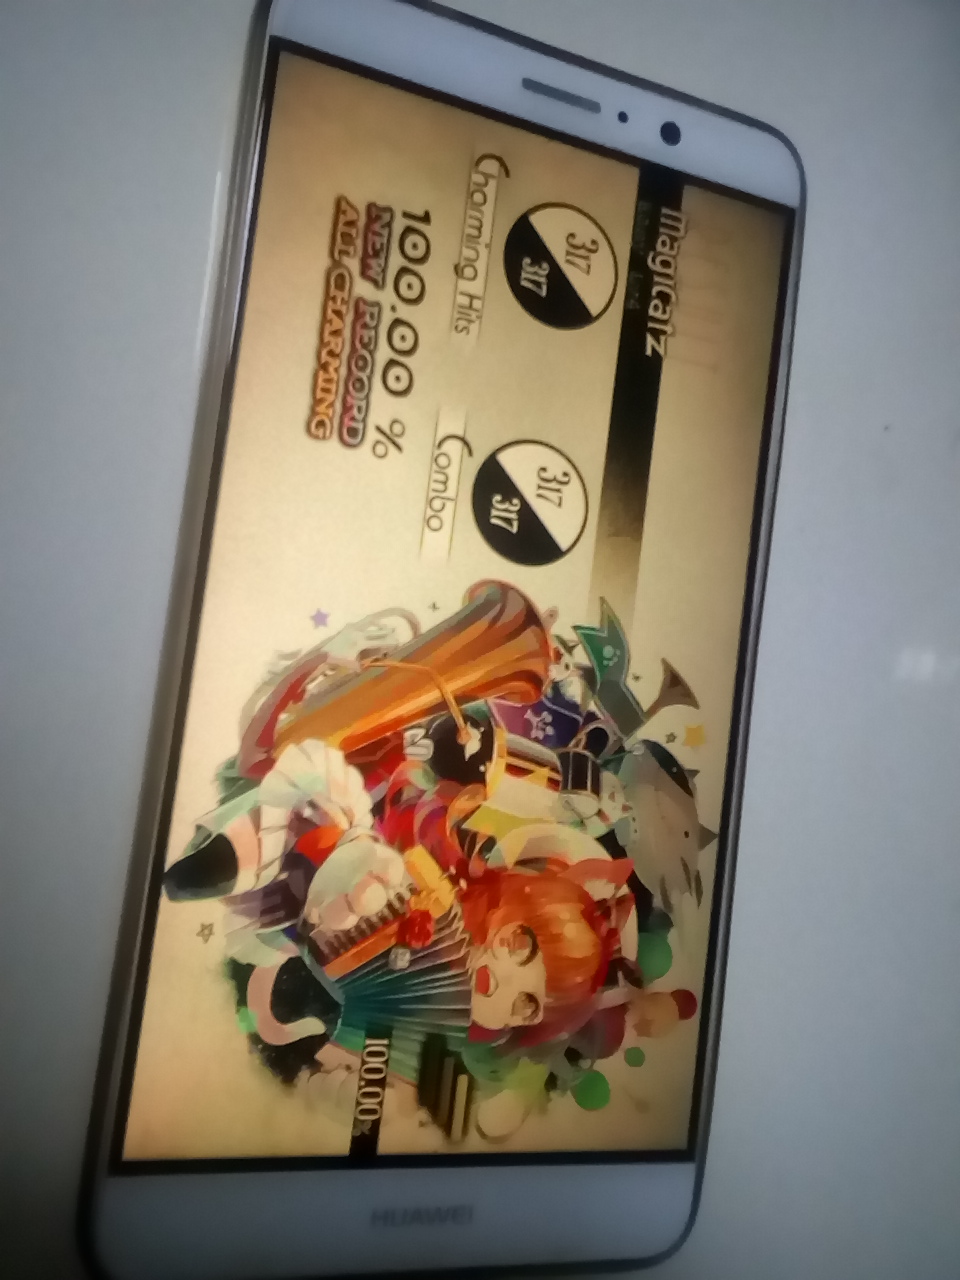 magicatz
317
317
Charming Hits
317
317
Combo
100.00 %
NEW RECORD
ALL CHARMING
100.00%
HUAWEI